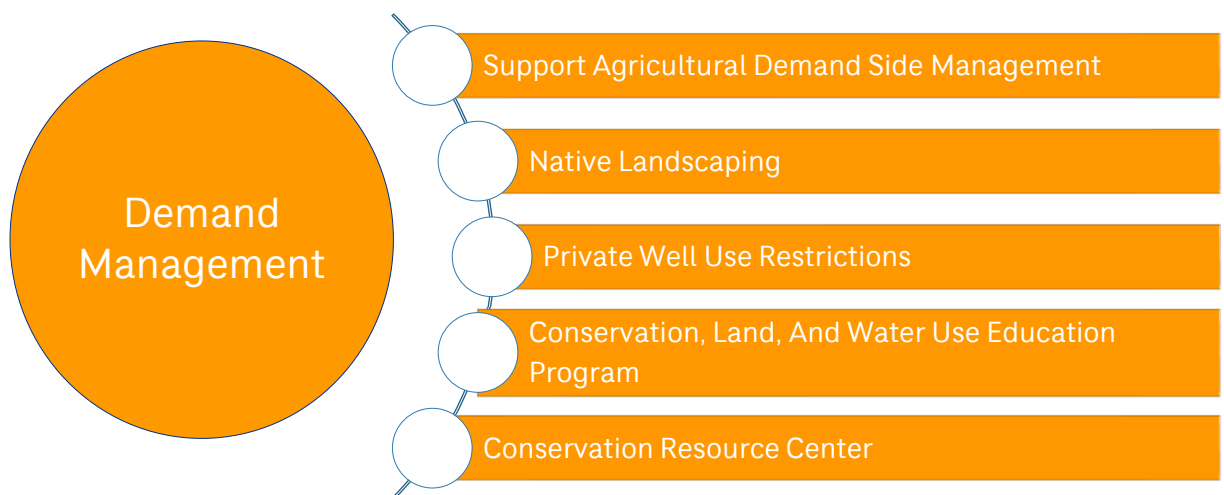 Demand
Management
Support Agricultural Demand Side Management
Native Landscaping
Private Well Use Restrictions
Conservation, Land, And Water Use Education
Program
Conservation Resource Center